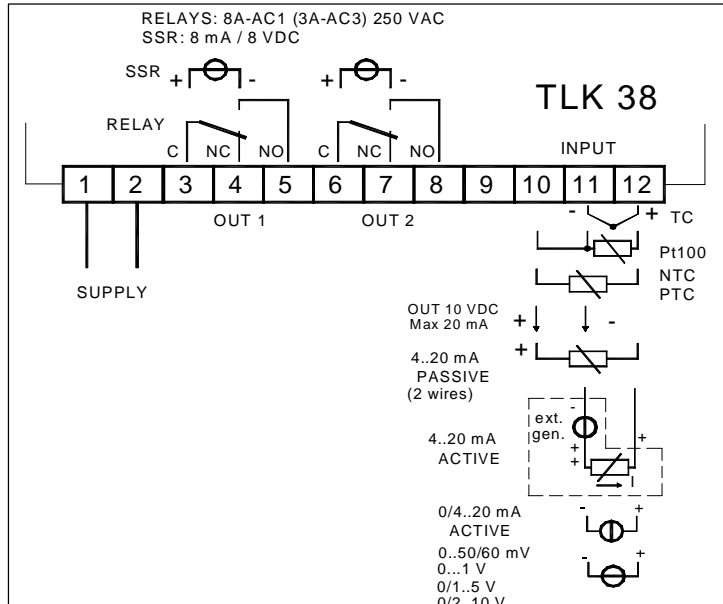 RELAYS: 8A-AC1 (3A-AC3) 250 VAC
SSR: 8 mA / 8 VDC
SSR + - + -
TLK 38
RELAY
C NC NO C NC NO INPUT
1 2 3 4 5 6 7 8 9 10 11 12
OUT 1 OUT 2
- + TC
Pt100
SUPPLY
NTC
PTC
OUT 10 VDC
Max 20 mA
+ -
4..20 mA
PASSIVE
(2 wires)
+
4..20 mA
ACTIVE
ext.
gen.
-
+
+
+
I
0/4..20 mA
ACTIVE
- +
0..50/60 mV
0...1 V
0/1..5 V
0/2..10 V
- +